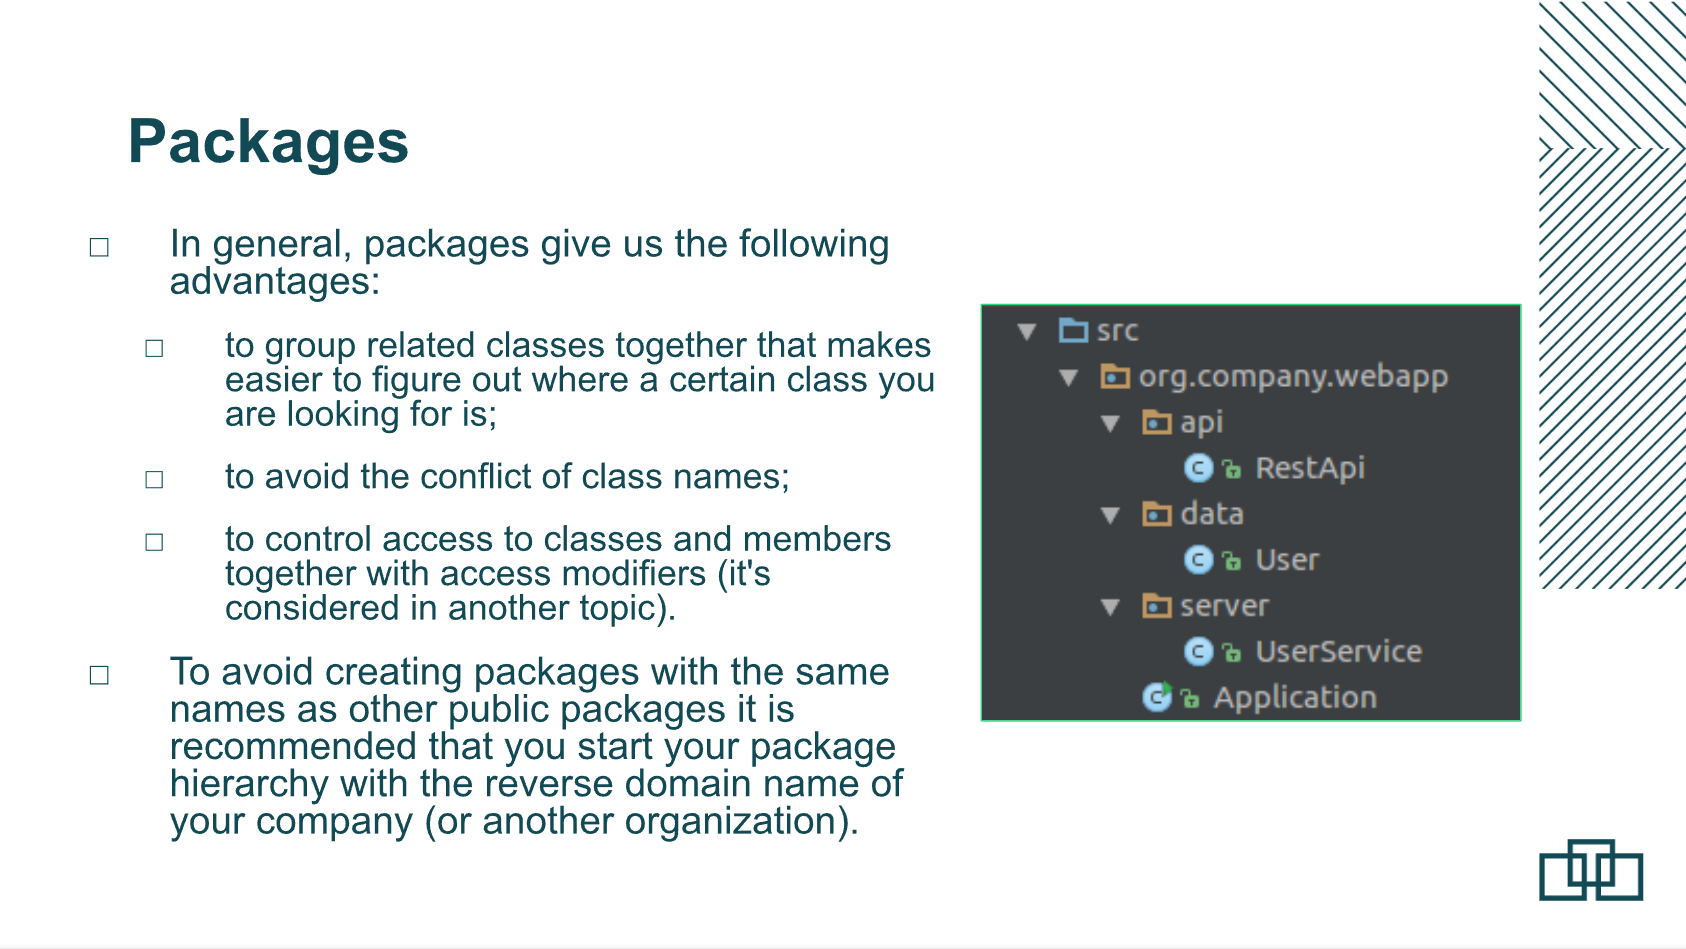 Packages
In general, packages give us the following
advantages:
to group related classes together that makes
easier to figure out where a certain class you
are looking for is;
to avoid the conflict of class names;
to control access to classes and members
together with access modifiers (it's
considered in another topic).
To avoid creating packages with the same
names as other public packages it is
recommended that you start your package
hierarchy with the reverse domain name of
your company (or another organization).
src
org.company.webapp
api
C RestApi
data
C User
server
C UserService
C Application